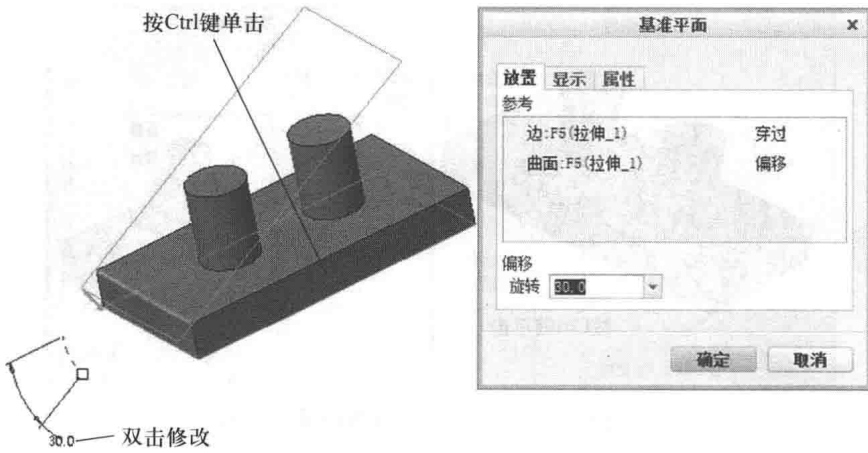 按Ctrl键单击
30.0
双击修改
基准平面
放置 显示 属性
参考
边:F5(拉伸_1) 穿过
曲面:F5(拉伸_1) 偏移
偏移
旋转 30.0
确定 取消